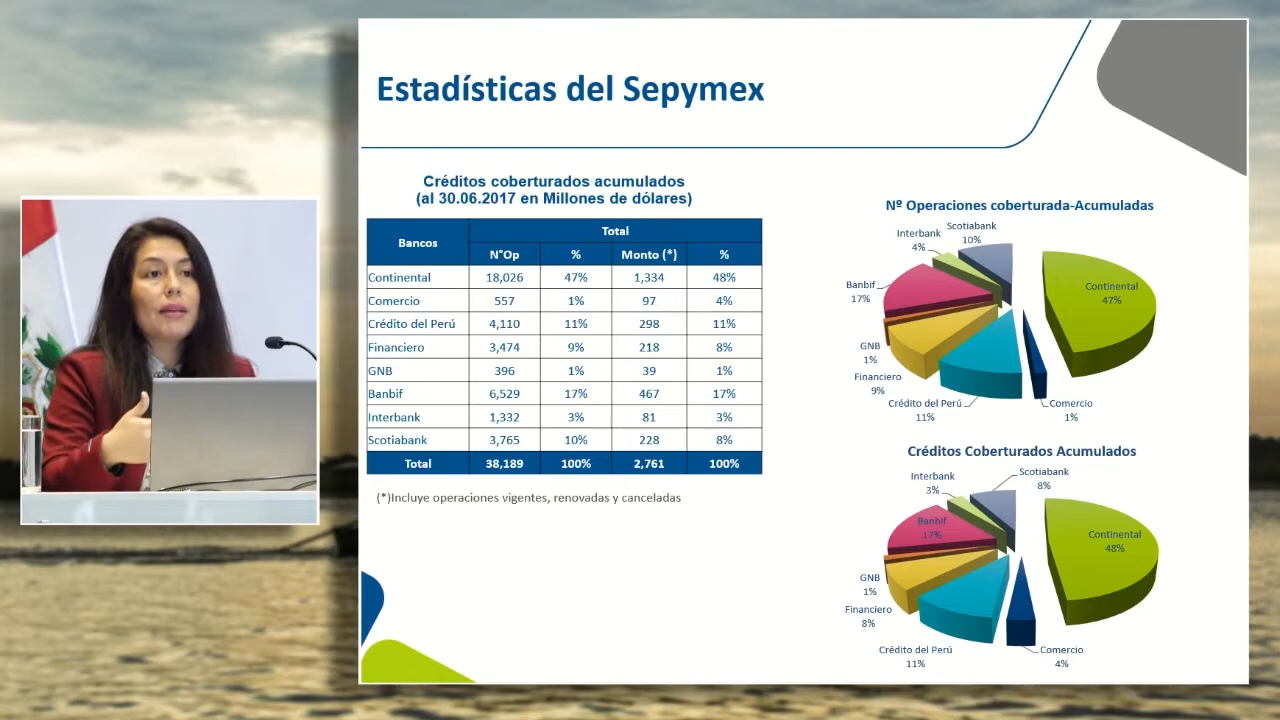 Estadísticas del Sepymex
Créditos coberturados acumulados
(al 30.06.2017 en Millones de dólares)
Bancos Total
N°Op % Monto (*) %
Continental 18,026 47% 1,334 48%
Comercio 557 1% 97 4%
Crédito del Perú 4,110 11% 298 11%
Financiero 3,474 9% 218 8%
GNB 396 1% 39 1%
Banbif 6,529 17% 467 17%
Interbank 1,332 3% 81 3%
Scotiabank 3,765 10% 228 8%
Total 38,189 100% 2,761 100%
(*)Incluye operaciones vigentes, renovadas y canceladas
Nº Operaciones coberturada-Acumuladas
Scotiabank
10%
Interbank
4%
Banbif
17%
Continental
47%
GNB
1%
Financiero
9%
Crédito del Perú
11%
Comercio
1%
Créditos Coberturados Acumulados
Scotiabank
8%
Interbank
3%
Banbif
17%
Continental
48%
GNB
1%
Financiero
8%
Crédito del Perú
11%
Comercio
4%